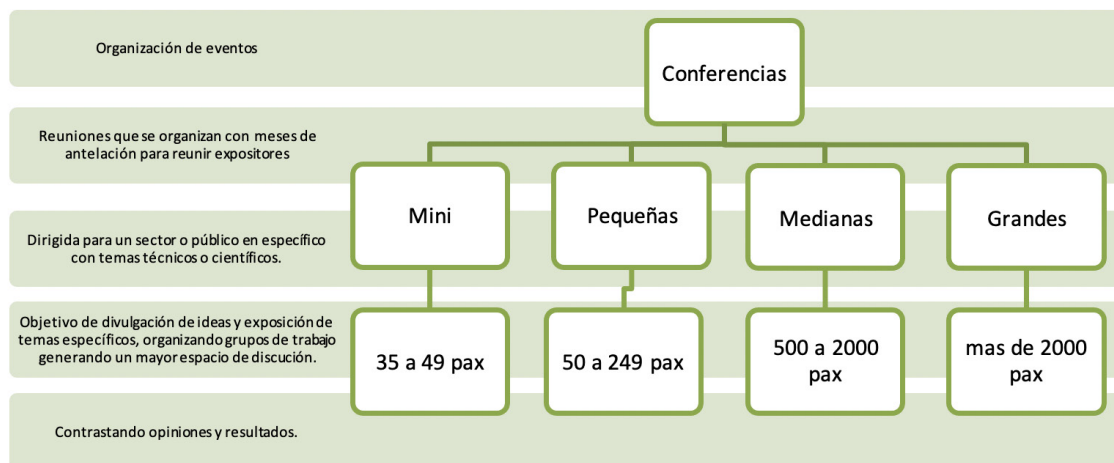 Organización de eventos
Conferencias
Reuniones que se organizan con meses de
antelación para reunir expositores
Mini
Pequeñas
Medianas
Grandes
Dirigida para un sector o público en específico
con temas técnicos o científicos.
Objetivo de divulgación de ideas y exposición de
temas específicos, organizando grupos de trabajo
generando un mayor espacio de discución.
35 a 49 pax
50 a 249 pax
500 a 2000
pax
mas de 2000
pax
Contrastando opiniones y resultados.